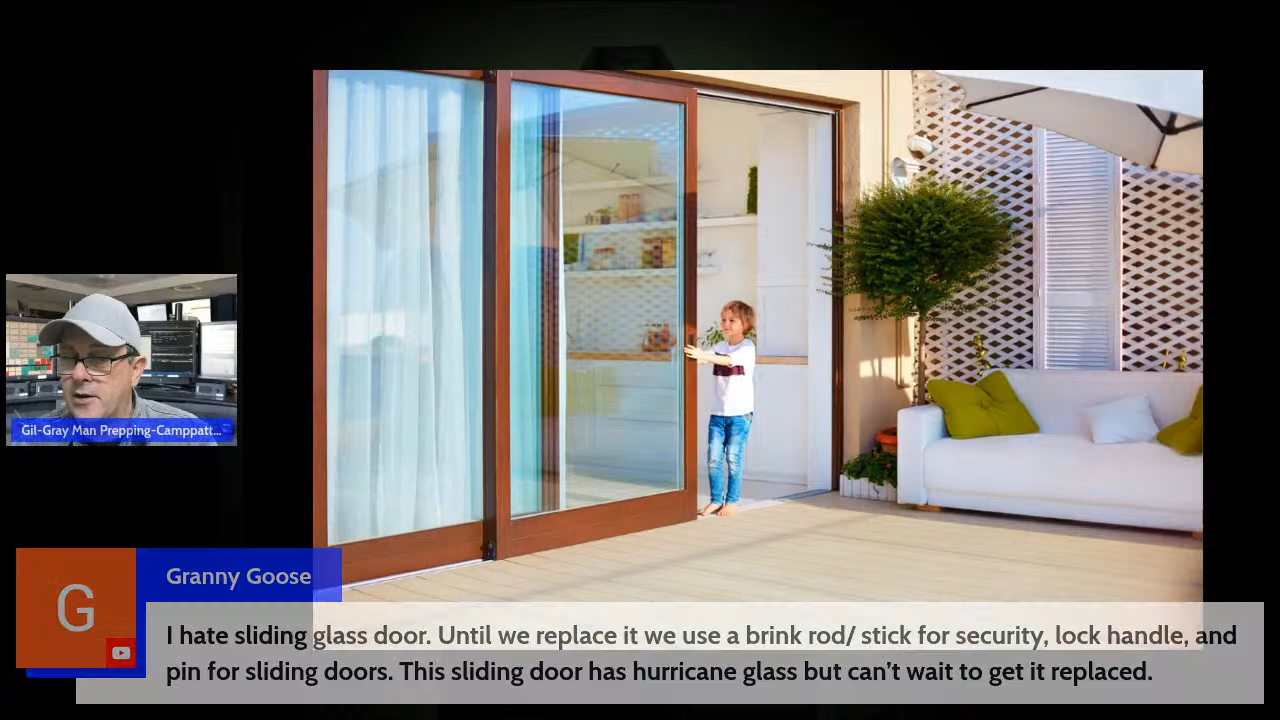 Gil-Gray Man Prepping-Camppatt...
G
Granny Goose
I hate sliding glass door. Until we replace it we use a brink rod/ stick for security, lock handle, and
pin for sliding doors. This sliding door has hurricane glass but can't wait to get it replaced.